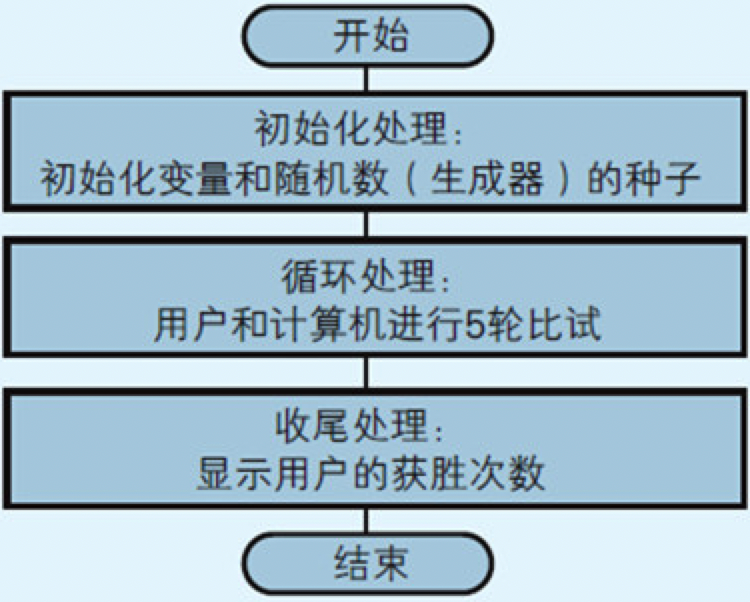 开始
初始化处理：
初始化变量和随机数（生成器）的种子
循环处理：
用户和计算机进行5轮比试
收尾处理：
显示用户的获胜次数
结束